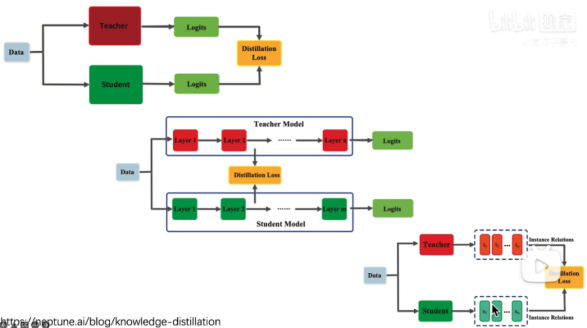 Teacher
Logits
Data
Distillation
Loss
Student
Logits
Teacher Model
Layer 1
Layer 2
......
Layer n
Logits
Data
Distillation Loss
Layer 1
Layer 2
......
Layer m
Logits
Student Model
Teacher
Instance Relations
Data
Distillation
Loss
Student
Instance Relations
https://neptune.ai/blog/knowledge-distillation